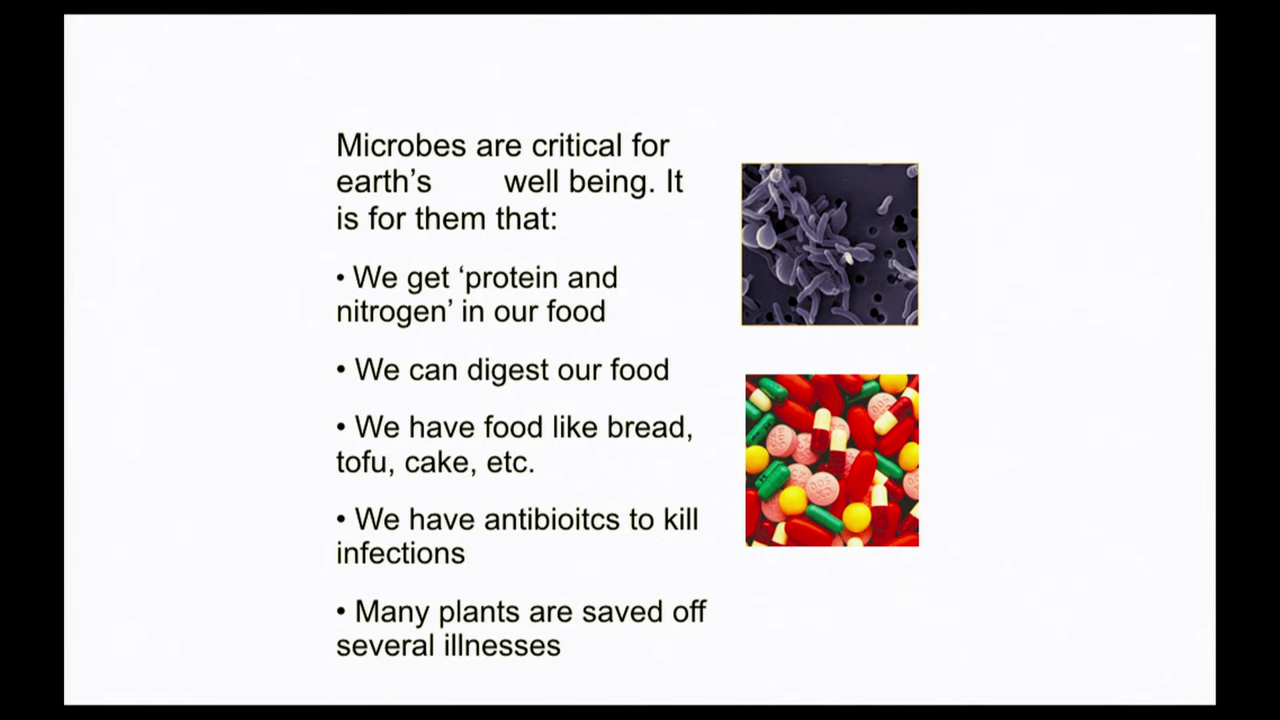 Microbes are critical for
earth’s well being. It
is for them that:
• We get ‘protein and
nitrogen’ in our food
• We can digest our food
• We have food like bread,
tofu, cake, etc.
• We have antibioitcs to kill
infections
• Many plants are saved off
several illnesses